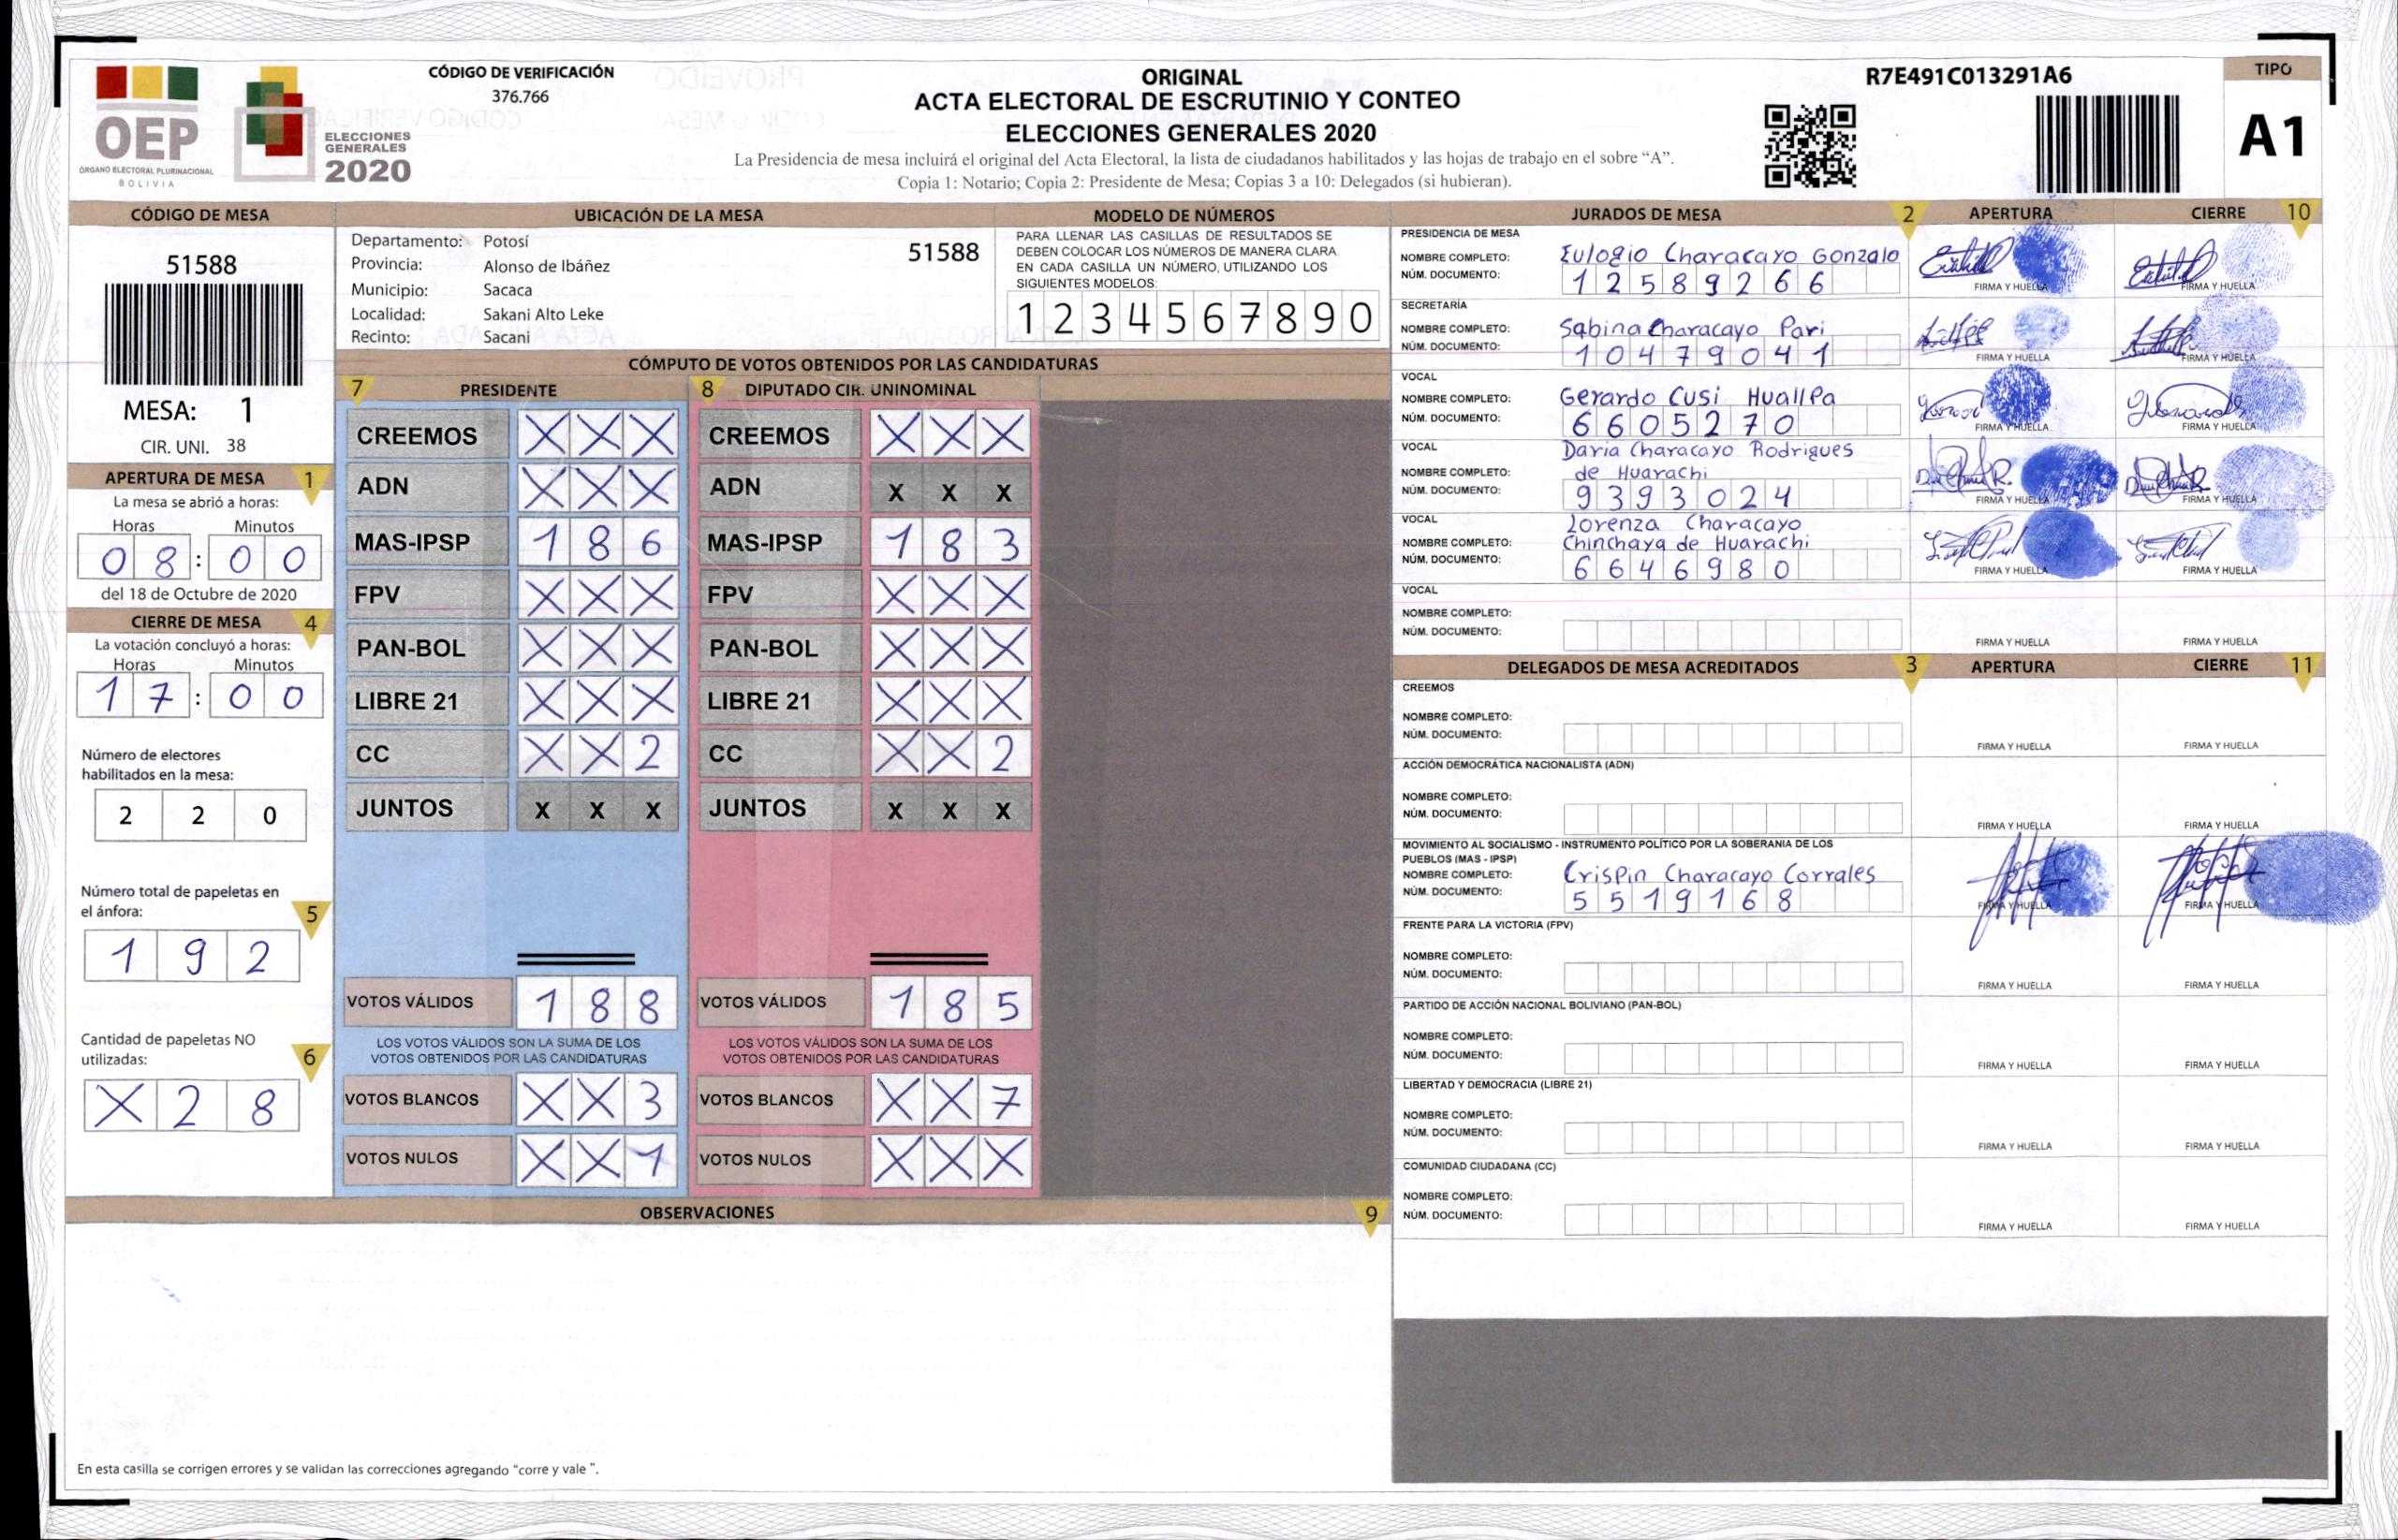 CÓDIGO DE VERIFICACIÓN
376.766
OEP
ÓRGANO ELECTORAL PLURINACIONAL
BOLIVIA
ELECCIONES
GENERALES
2020
ORIGINAL
ACTA ELECTORAL DE ESCRUTINIO Y CONTEO
ELECCIONES GENERALES 2020
La Presidencia de mesa incluirá el original del Acta Electoral, la lista de ciudadanos habilitados y las hojas de trabajo en el sobre “A”.
Copia 1: Notario; Copia 2: Presidente de Mesa; Copias 3 a 10: Delegados (si hubieran).
R7E491C013291A6
TIPO
A1
CÓDIGO DE MESA
51588
MESA: 1
CIR. UNI. 38
APERTURA DE MESA 1
La mesa se abrió a horas:
Horas Minutos
0 8 : 0 0
del 18 de Octubre de 2020
CIERRE DE MESA 4
La votación concluyó a horas:
Horas Minutos
1 7 : 0 0
Número de electores
habilitados en la mesa:
2 2 0
Número total de papeletas en
el ánfora: 5
1 9 2
Cantidad de papeletas NO
utilizadas: 6
X 2 8
UBICACIÓN DE LA MESA
Departamento: Potosí
Provincia: Alonso de Ibáñez
Municipio: Sacaca
Localidad: Sakani Alto Leke
Recinto: Sacani
51588
MODELO DE NÚMEROS
PARA LLENAR LAS CASILLAS DE RESULTADOS SE
DEBEN COLOCAR LOS NÚMEROS DE MANERA CLARA
EN CADA CASILLA UN NÚMERO, UTILIZANDO LOS
SIGUIENTES MODELOS:
1 2 3 4 5 6 7 8 9 0
CÓMPUTO DE VOTOS OBTENIDOS POR LAS CANDIDATURAS
7 PRESIDENTE
CREEMOS X X X
ADN X X X
MAS-IPSP 1 8 6
FPV X X X
PAN-BOL X X X
LIBRE 21 X X X
CC X X 2
JUNTOS X X X
VOTOS VÁLIDOS 1 8 8
LOS VOTOS VÁLIDOS SON LA SUMA DE LOS
VOTOS OBTENIDOS POR LAS CANDIDATURAS
VOTOS BLANCOS X X 3
VOTOS NULOS X X 1
8 DIPUTADO CIR. UNINOMINAL
CREEMOS X X X
ADN X X X
MAS-IPSP 1 8 3
FPV X X X
PAN-BOL X X X
LIBRE 21 X X X
CC X X 2
JUNTOS X X X
VOTOS VÁLIDOS 1 8 5
LOS VOTOS VÁLIDOS SON LA SUMA DE LOS
VOTOS OBTENIDOS POR LAS CANDIDATURAS
VOTOS BLANCOS X X 7
VOTOS NULOS X X X
OBSERVACIONES 9
En esta casilla se corrigen errores y se validan las correcciones agregando “corre y vale ”.
JURADOS DE MESA 2 APERTURA CIERRE 10
PRESIDENCIA DE MESA
NOMBRE COMPLETO: Eulogio Characayo Gonzalo
NÚM. DOCUMENTO: 1 2 5 8 9 2 6 6
FIRMA Y HUELLA FIRMA Y HUELLA
SECRETARÍA
NOMBRE COMPLETO: Sabina Characayo Pari
NÚM. DOCUMENTO: 1 0 4 7 9 0 4 1
FIRMA Y HUELLA FIRMA Y HUELLA
VOCAL
NOMBRE COMPLETO: Gerardo Cusi Huallpa
NÚM. DOCUMENTO: 6 6 0 5 2 7 0
FIRMA Y HUELLA FIRMA Y HUELLA
VOCAL Daria Characayo Rodrigues
NOMBRE COMPLETO: de Huarachi
NÚM. DOCUMENTO: 9 3 9 3 0 2 4
FIRMA Y HUELLA FIRMA Y HUELLA
VOCAL Lorenza Characayo
NOMBRE COMPLETO: Chinchaya de Huarachi
NÚM. DOCUMENTO: 6 6 4 6 9 8 0
FIRMA Y HUELLA FIRMA Y HUELLA
VOCAL
NOMBRE COMPLETO:
NÚM. DOCUMENTO:
FIRMA Y HUELLA FIRMA Y HUELLA
DELEGADOS DE MESA ACREDITADOS 3 APERTURA CIERRE 11
CREEMOS
NOMBRE COMPLETO:
NÚM. DOCUMENTO:
FIRMA Y HUELLA FIRMA Y HUELLA
ACCIÓN DEMOCRÁTICA NACIONALISTA (ADN)
NOMBRE COMPLETO:
NÚM. DOCUMENTO:
FIRMA Y HUELLA FIRMA Y HUELLA
MOVIMIENTO AL SOCIALISMO - INSTRUMENTO POLÍTICO POR LA SOBERANIA DE LOS
PUEBLOS (MAS - IPSP)
NOMBRE COMPLETO: Crispin Characayo Corrales
NÚM. DOCUMENTO: 5 5 1 9 1 6 8
FIRMA Y HUELLA FIRMA Y HUELLA
FRENTE PARA LA VICTORIA (FPV)
NOMBRE COMPLETO:
NÚM. DOCUMENTO:
FIRMA Y HUELLA FIRMA Y HUELLA
PARTIDO DE ACCIÓN NACIONAL BOLIVIANO (PAN-BOL)
NOMBRE COMPLETO:
NÚM. DOCUMENTO:
FIRMA Y HUELLA FIRMA Y HUELLA
LIBERTAD Y DEMOCRACIA (LIBRE 21)
NOMBRE COMPLETO:
NÚM. DOCUMENTO:
FIRMA Y HUELLA FIRMA Y HUELLA
COMUNIDAD CIUDADANA (CC)
NOMBRE COMPLETO:
NÚM. DOCUMENTO:
FIRMA Y HUELLA FIRMA Y HUELLA